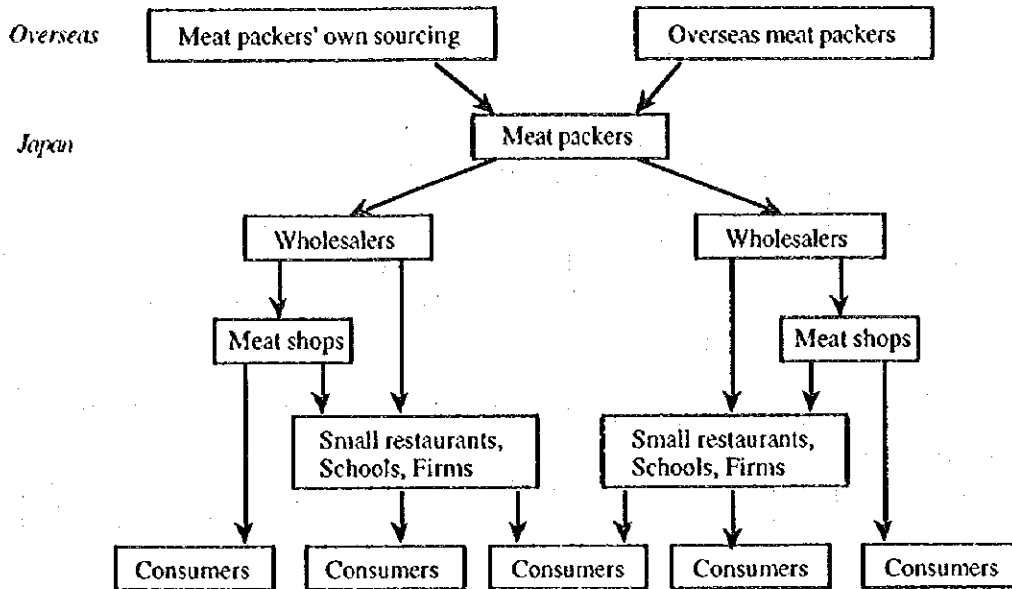 Overseas
Meat packers' own sourcing
Overseas meat packers
Japan
Meat packers
Wholesalers
Wholesalers
Meat shops
Meat shops
Small restaurants,
Schools, Firms
Small restaurants,
Schools, Firms
Consumers
Consumers
Consumers
Consumers
Consumers